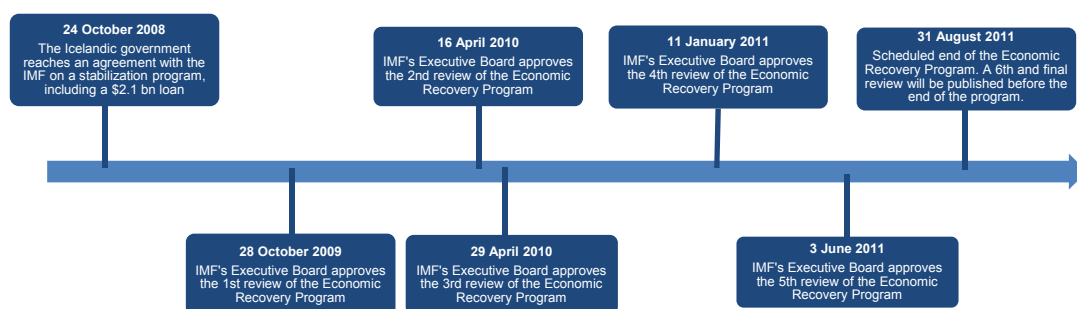 24 October 2008
The Icelandic government
reaches an agreement with the
IMF on a stabilization program,
including a $2.1 bn loan
16 April 2010
IMF's Executive Board approves
the 2nd review of the Economic
Recovery Program
11 January 2011
IMF's Executive Board approves
the 4th review of the Economic
Recovery Program
31 August 2011
Scheduled end of the Economic
Recovery Program. A 6th and final
review will be published before the
end of the program.
28 October 2009
IMF's Executive Board approves
the 1st review of the Economic
Recovery Program
29 April 2010
IMF's Executive Board approves
the 3rd review of the Economic
Recovery Program
3 June 2011
IMF's Executive Board approves
the 5th review of the Economic
Recovery Program